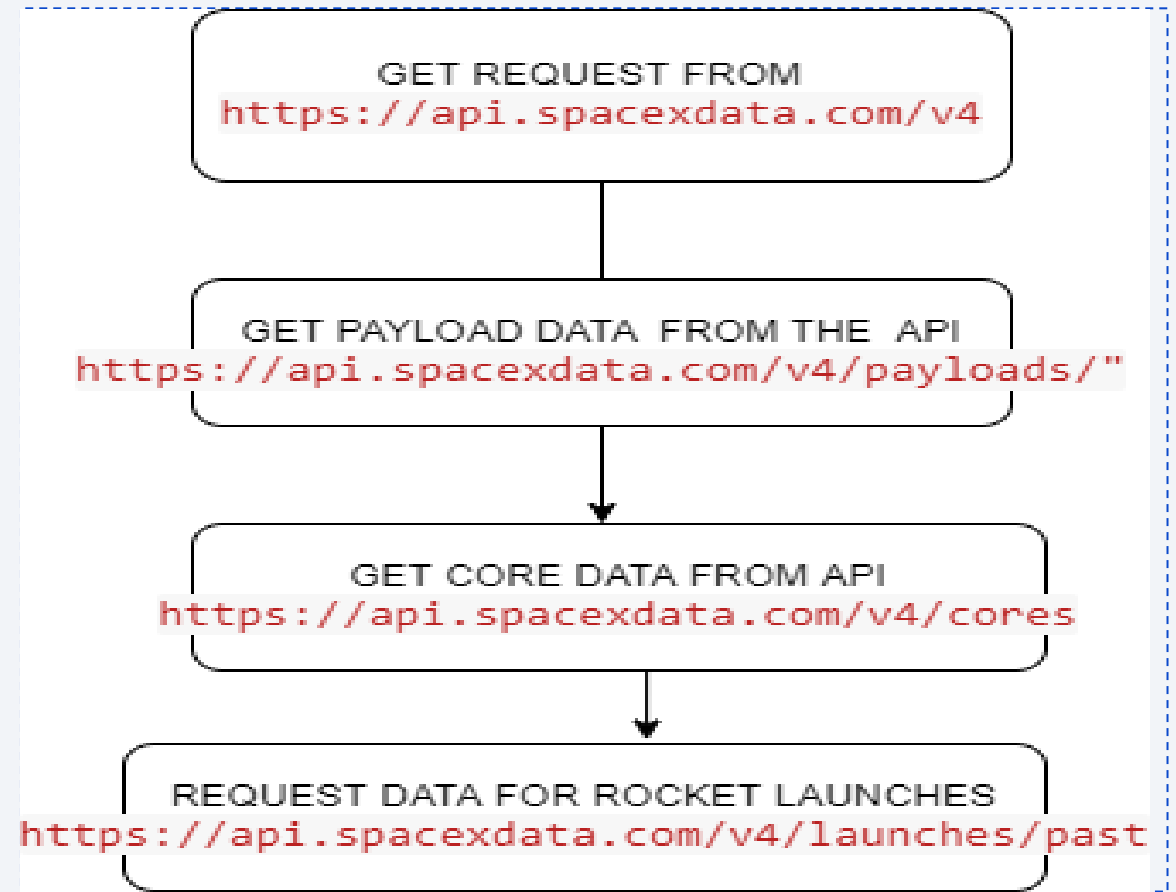 GET REQUEST FROM
https://api.spacexdata.com/v4
GET PAYLOAD DATA FROM THE API
https://api.spacexdata.com/v4/payloads/"
GET CORE DATA FROM API
https://api.spacexdata.com/v4/cores
REQUEST DATA FOR ROCKET LAUNCHES
https://api.spacexdata.com/v4/launches/past